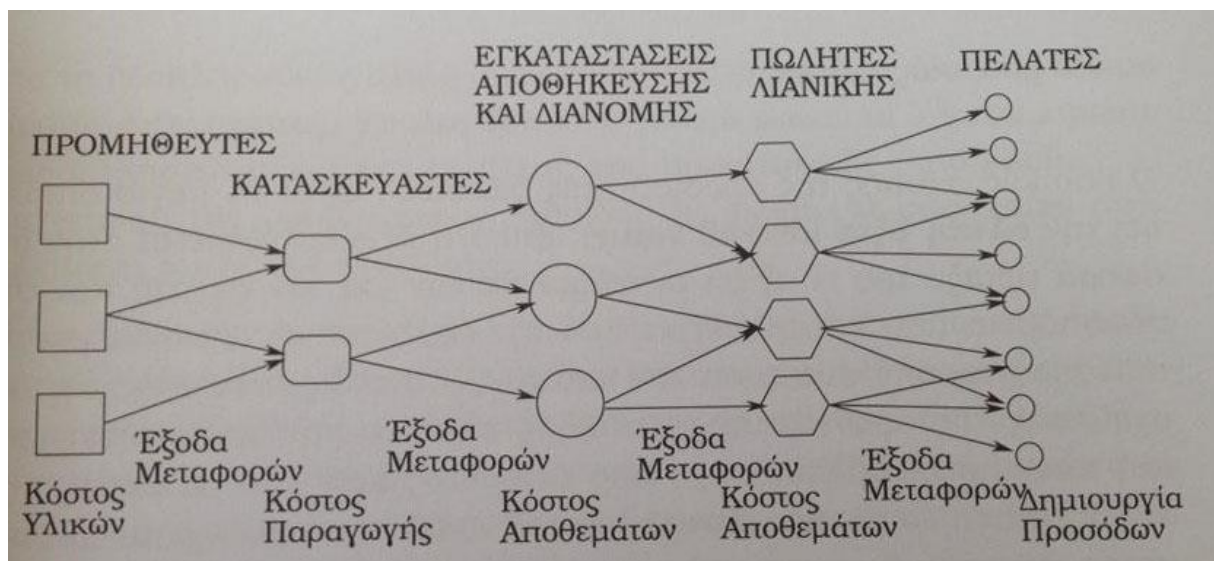 ΕΓΚΑΤΑΣΤΑΣΕΙΣ
ΑΠΟΘΗΚΕΥΣΗΣ
ΚΑΙ ΔΙΑΝΟΜΗΣ
ΠΩΛΗΤΕΣ
ΛΙΑΝΙΚΗΣ
ΠΕΛΑΤΕΣ
ΠΡΟΜΗΘΕΥΤΕΣ
ΚΑΤΑΣΚΕΥΑΣΤΕΣ
Έξοδα
Μεταφορών
Έξοδα
Μεταφορών
Έξοδα
Μεταφορών
Έξοδα
Μεταφορών
Κόστος
Υλικών
Κόστος
Παραγωγής
Κόστος
Αποθεμάτων
Κόστος
Αποθεμάτων
Δημιουργία
Προσόδων